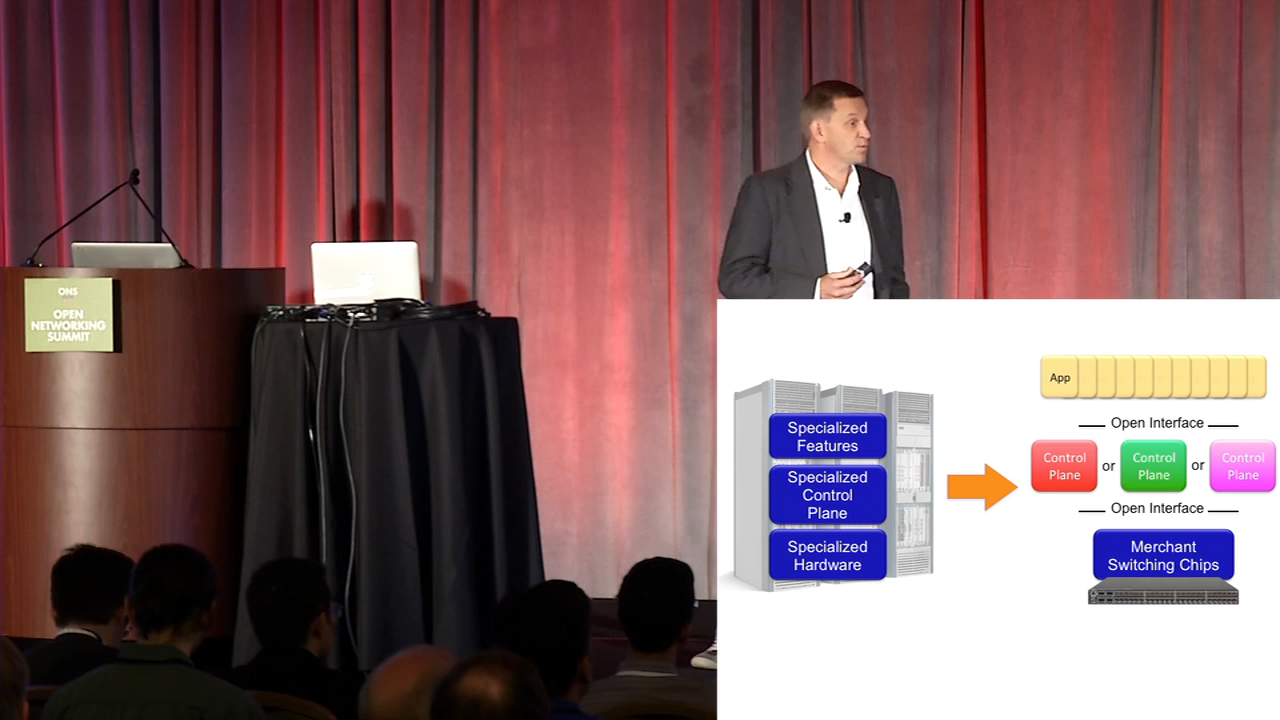 ONS
OPEN
NETWORKING
SUMMIT
Specialized
Features
Specialized
Control
Plane
Specialized
Hardware
App
Open Interface
Control
Plane
or
Control
Plane
or
Control
Plane
Open Interface
Merchant
Switching Chips